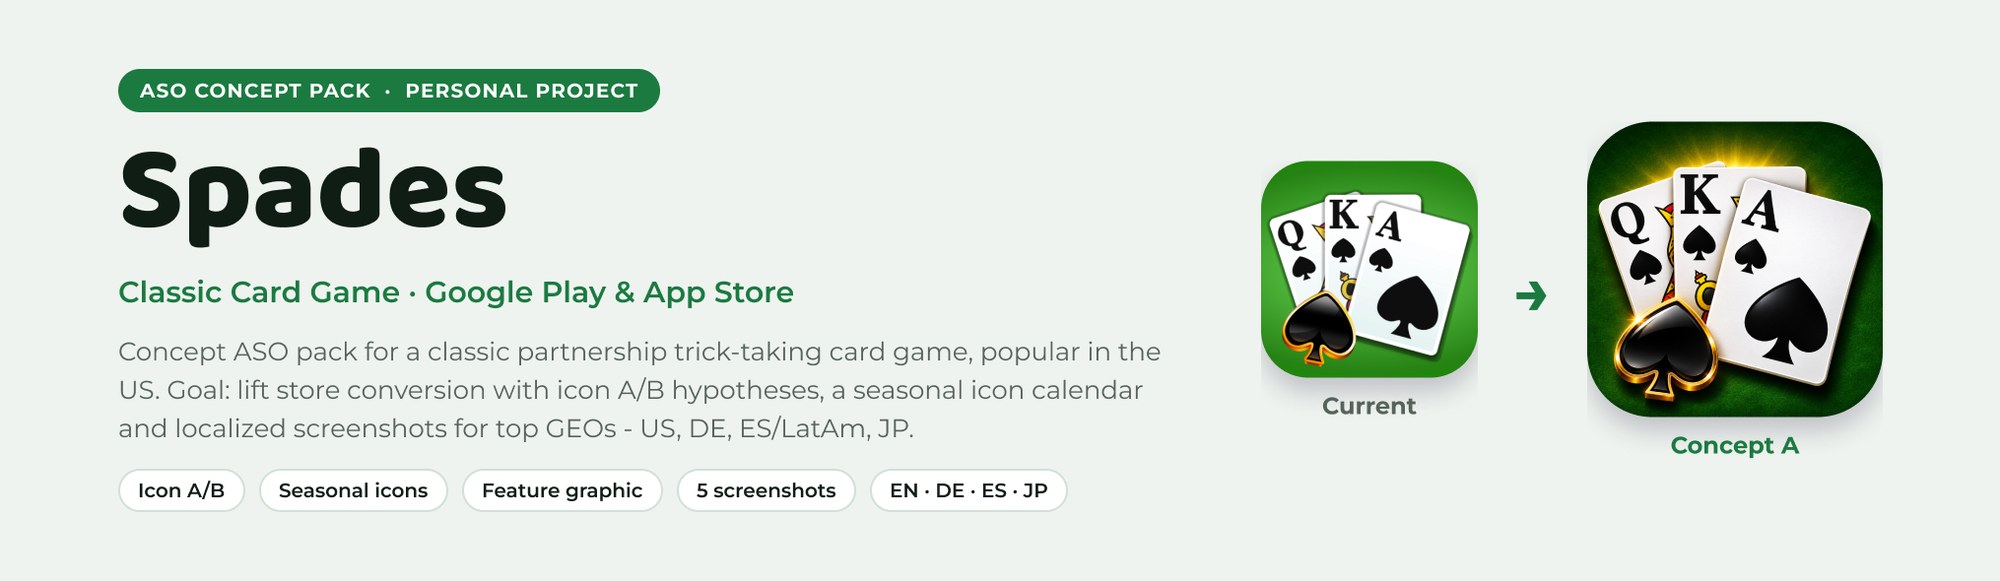 ASO CONCEPT PACK · PERSONAL PROJECT
Spades
Classic Card Game · Google Play & App Store
Concept ASO pack for a classic partnership trick-taking card game, popular in the
US. Goal: lift store conversion with icon A/B hypotheses, a seasonal icon calendar
and localized screenshots for top GEOs - US, DE, ES/LatAm, JP.
Icon A/B
Seasonal icons
Feature graphic
5 screenshots
EN · DE · ES · JP
Q K A
Current
Q K A
Concept A